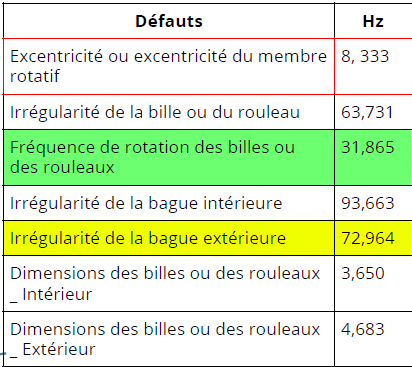 Défauts Hz
Excentricité ou excentricité du membre 8, 333
rotatif
Irrégularité de la bille ou du rouleau 63,731
Fréquence de rotation des billes ou 31,865
des rouleaux
Irrégularité de la bague intérieure 93,663
Irrégularité de la bague extérieure 72,964
Dimensions des billes ou des rouleaux 3,650
_ Intérieur
Dimensions des billes ou des rouleaux 4,683
_ Extérieur